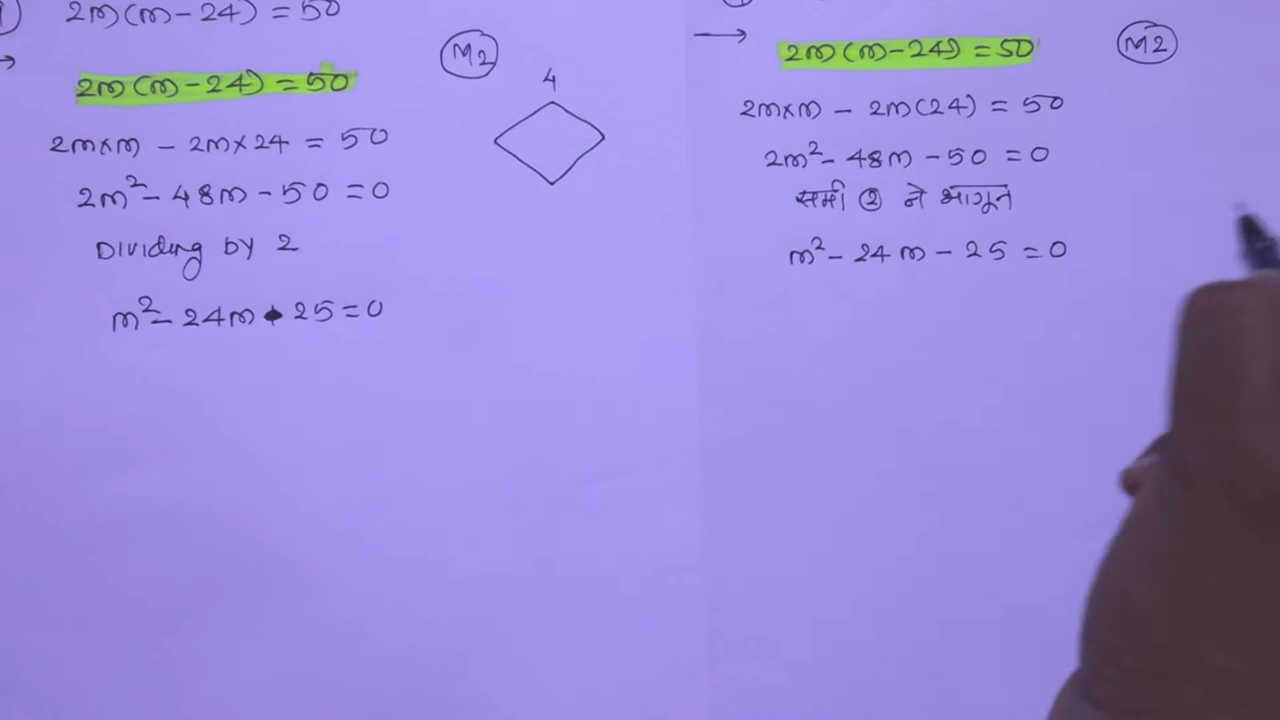 2m(m-24) = 50
2m(m-24) = 50
M2
4
2m×m - 2m×24 = 50
2m² - 48m - 50 = 0
Dividing by 2
m² - 24m - 25 = 0
2m(m-24) = 50
M2
2m×m - 2m(24) = 50
2m² - 48m - 50 = 0
समी ② ने भागून
m² - 24m - 25 = 0